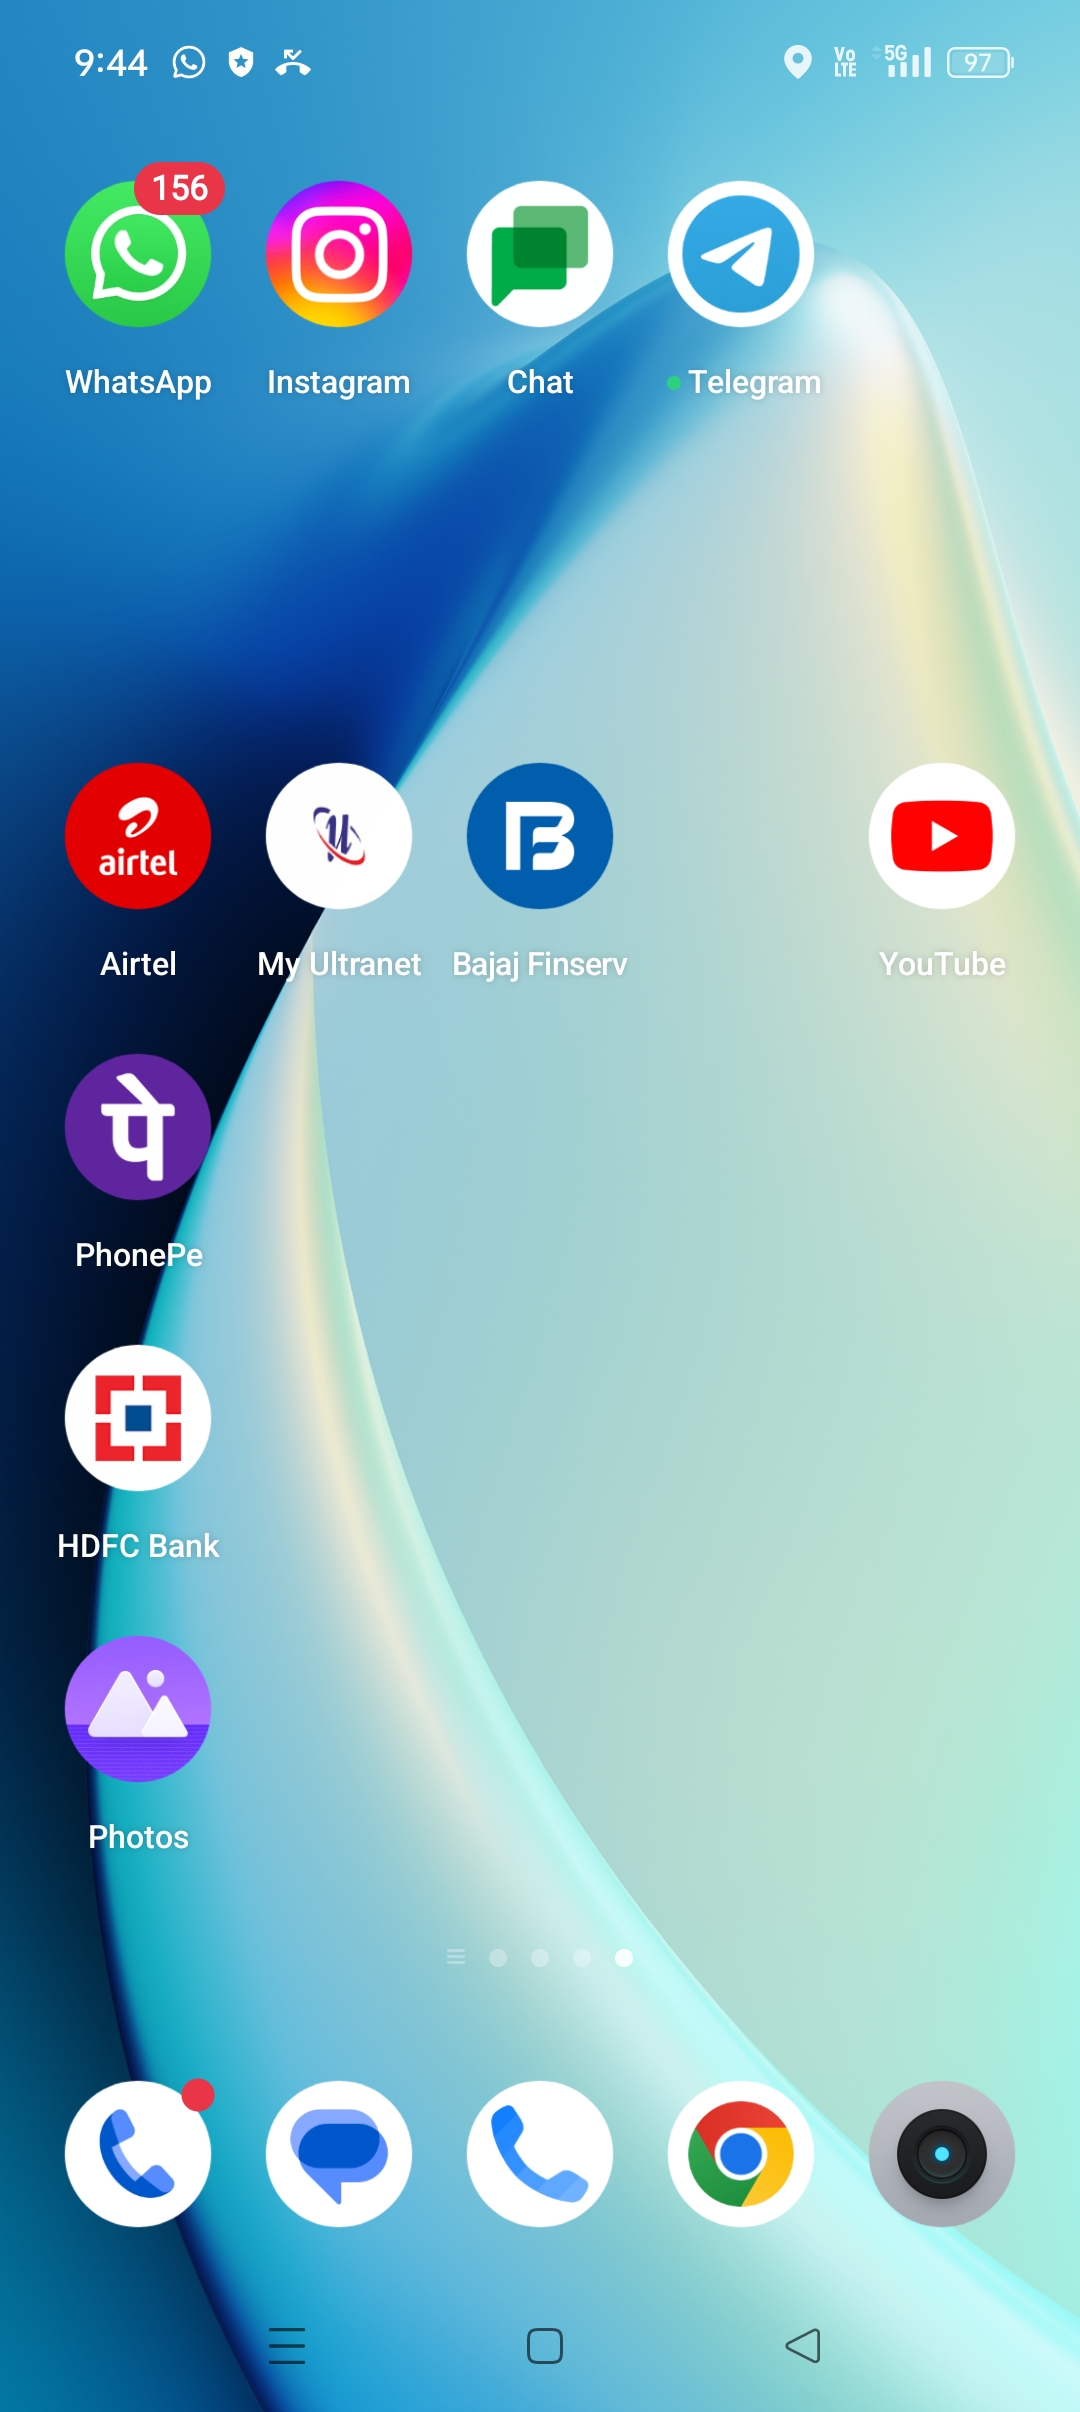 9:44 Vo LTE 5G 97
156
WhatsApp Instagram Chat Telegram
airtel
Airtel My Ultranet Bajaj Finserv YouTube
पे
PhonePe
HDFC Bank
Photos